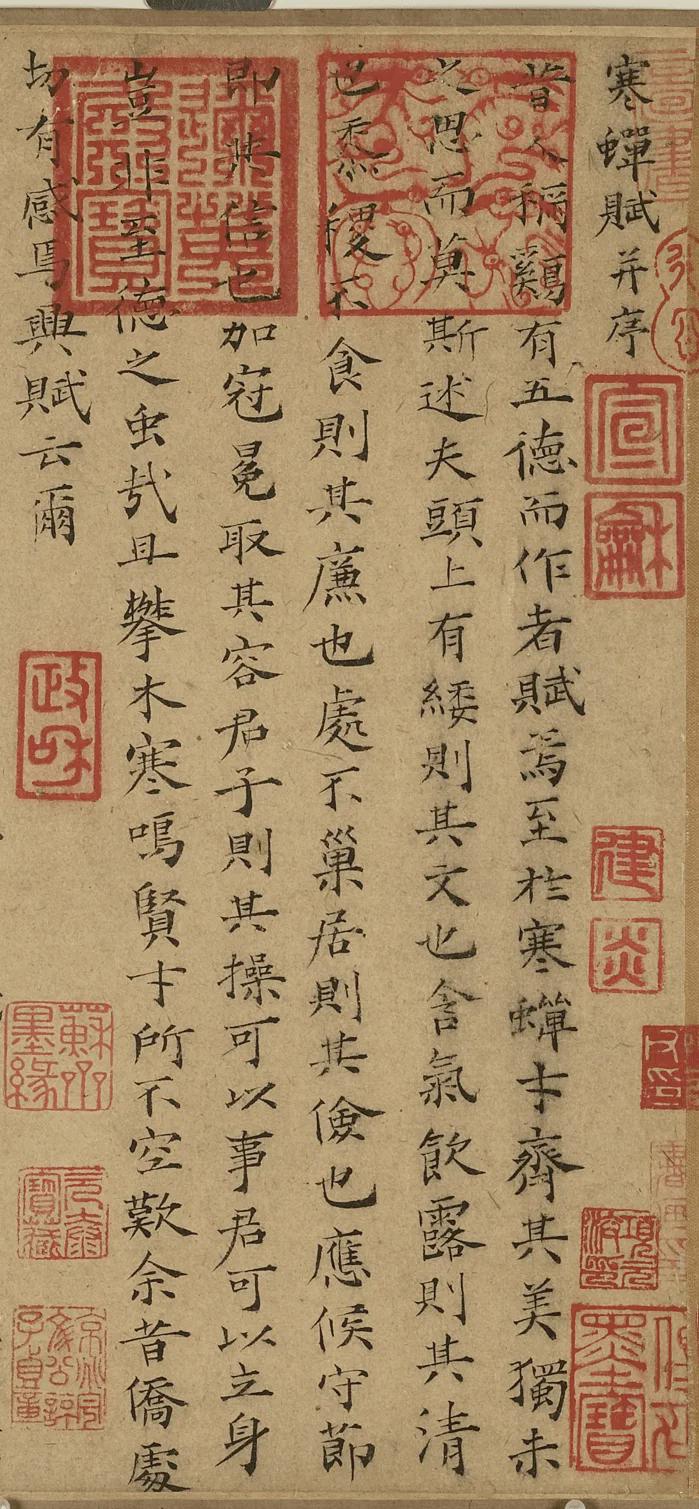 寒蟬賦并序
昔人稱鷄有五德而作者賦焉至於寒蟬才齊其美獨未
之思而莫斯述夫頭上有緌則其文也含氣飲露則其清
也黍稷不食則其廉也處不巢居則其儉也應候守節
即其信也加冠冕取其容君子則其操可以事君可以立身
豈非至德之虫哉且攀木寒鳴賢才所不空歎余昔僑處
切有感焉興賦云爾
宣
龢
建
炎
政
和